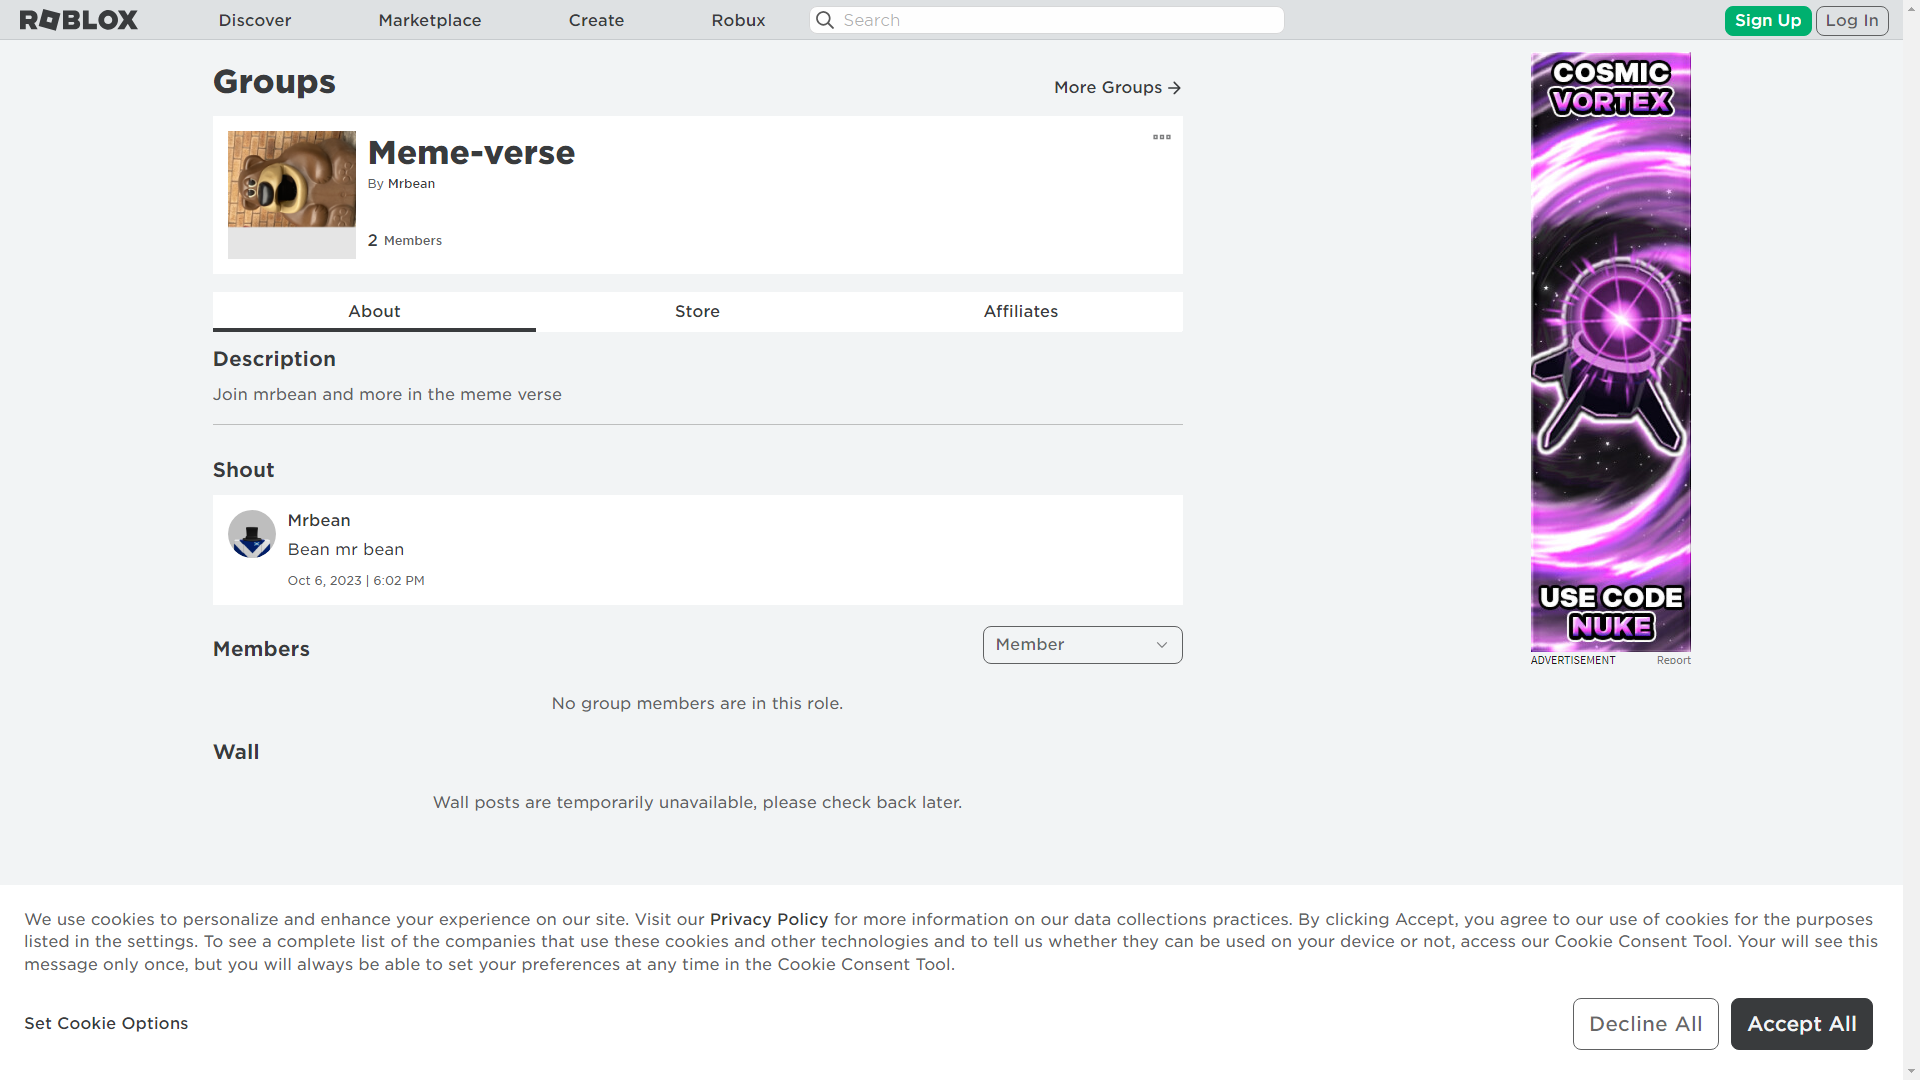 ROBLOX
Discover
Marketplace
Create
Robux
Search
Sign Up
Log In
Groups
More Groups
Meme-verse
By Mrbean
2 Members
About
Store
Affiliates
Description
Join mrbean and more in the meme verse
Shout
Mrbean
Bean mr bean
Oct 6, 2023 | 6:02 PM
Members
Member
No group members are in this role.
Wall
Wall posts are temporarily unavailable, please check back later.
COSMIC
VORTEX
USE CODE
NUKE
ADVERTISEMENT
Report
We use cookies to personalize and enhance your experience on our site. Visit our Privacy Policy for more information on our data collections practices. By clicking Accept, you agree to our use of cookies for the purposes
listed in the settings. To see a complete list of the companies that use these cookies and other technologies and to tell us whether they can be used on your device or not, access our Cookie Consent Tool. Your will see this
message only once, but you will always be able to set your preferences at any time in the Cookie Consent Tool.
Set Cookie Options
Decline All
Accept All